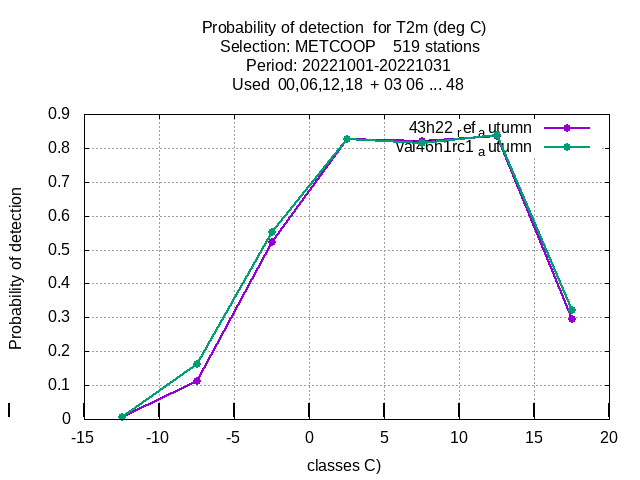 Probability of detection for T2m (deg C)
Selection: METCOOP 519 stations
Period: 20221001-20221031
Used 00,06,12,18 + 03 06 ... 48
43h22_ref_autumn
val46h1rc1_autumn
Probability of detection
0.9
0.8
0.7
0.6
0.5
0.4
0.3
0.2
0.1
0
-15 -10 -5 0 5 10 15 20
classes C)